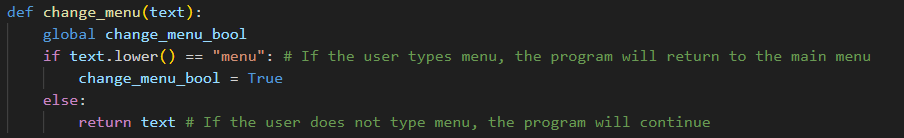 def change_menu(text):
    global change_menu_bool
    if text.lower() == "menu": # If the user types menu, the program will return to the main menu
        change_menu_bool = True
    else:
        return text # If the user does not type menu, the program will continue